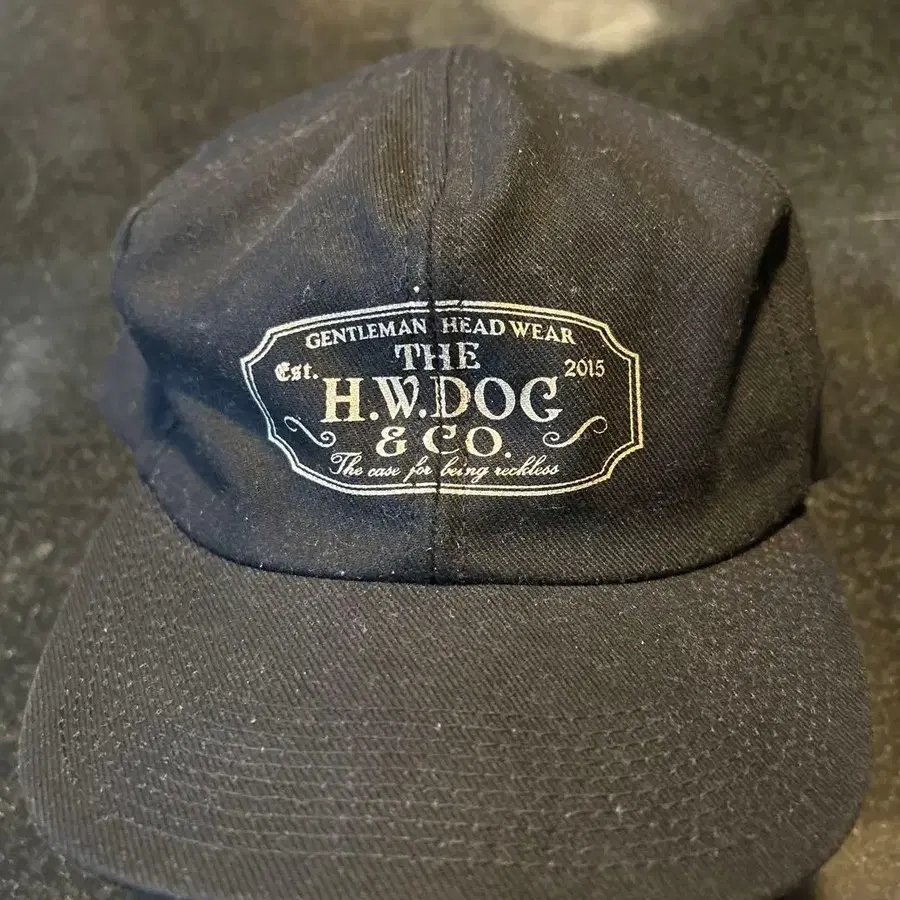 GENTLEMAN HEAD WEAR
THE
Est. 2015
H.W.DOG
& CO.
The case for being reckless